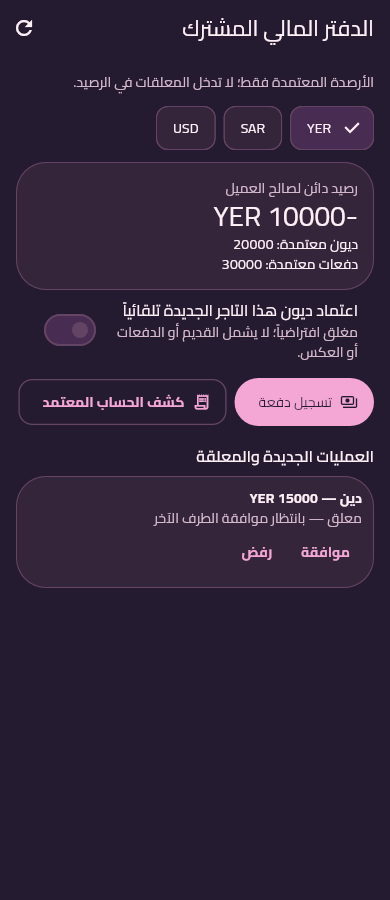 الدفتر المالي المشترك
الأرصدة المعتمدة فقط؛ لا تدخل المعلقات في الرصيد.
YER
SAR
USD
رصيد دائن لصالح العميل
YER 10000-
ديون معتمدة: 20000
دفعات معتمدة: 30000
اعتماد ديون هذا التاجر الجديدة تلقائياً
مغلق افتراضياً؛ لا يشمل القديم أو الدفعات
أو العكس.
تسجيل دفعة
كشف الحساب المعتمد
العمليات الجديدة والمعلقة
دين — 15000 YER
معلق — بانتظار موافقة الطرف الآخر
موافقة
رفض